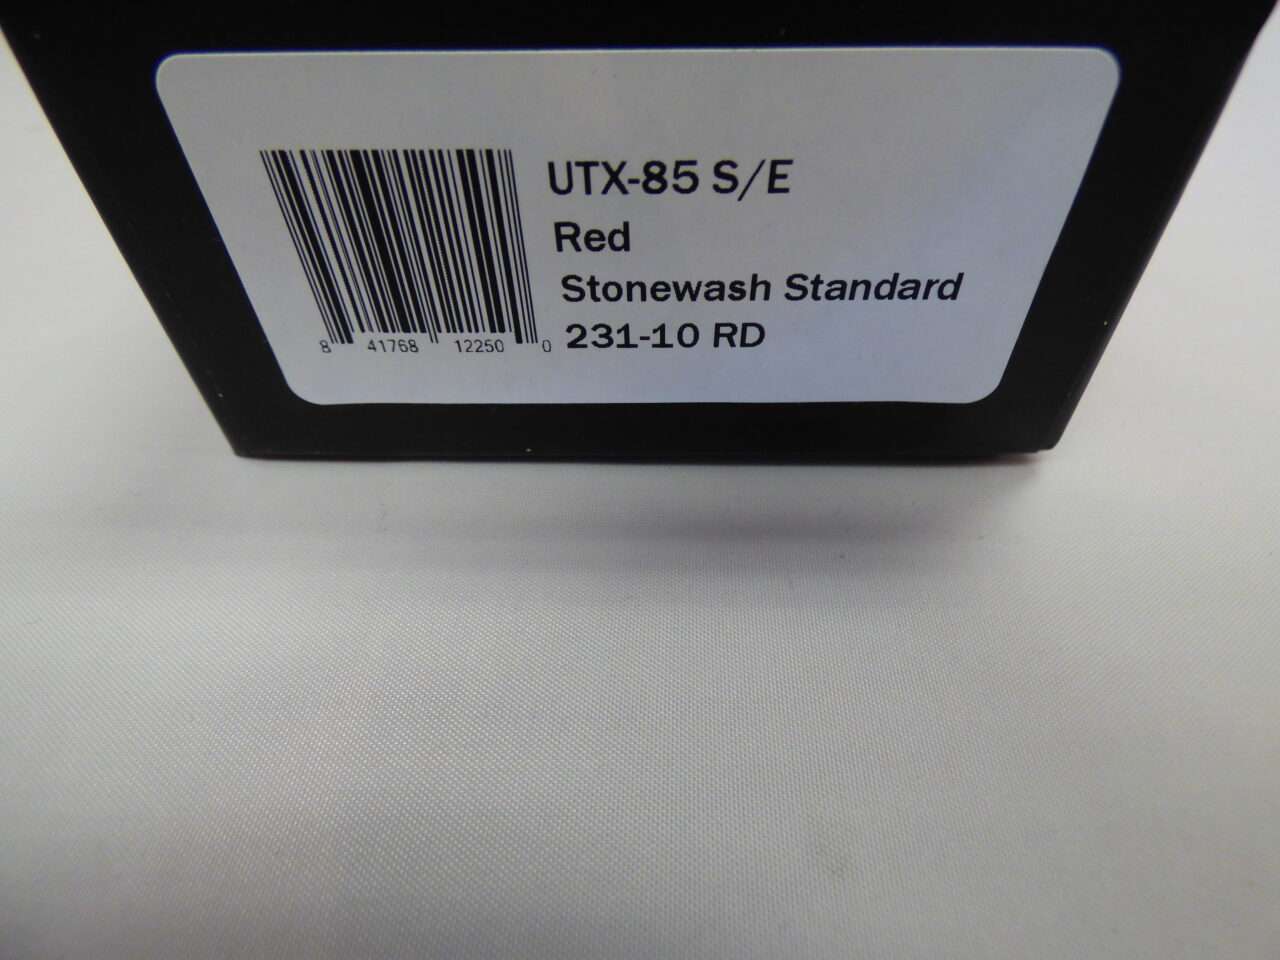 UTX-85 S/E
Red
Stonewash Standard
231-10 RD
8 41768 12250 0